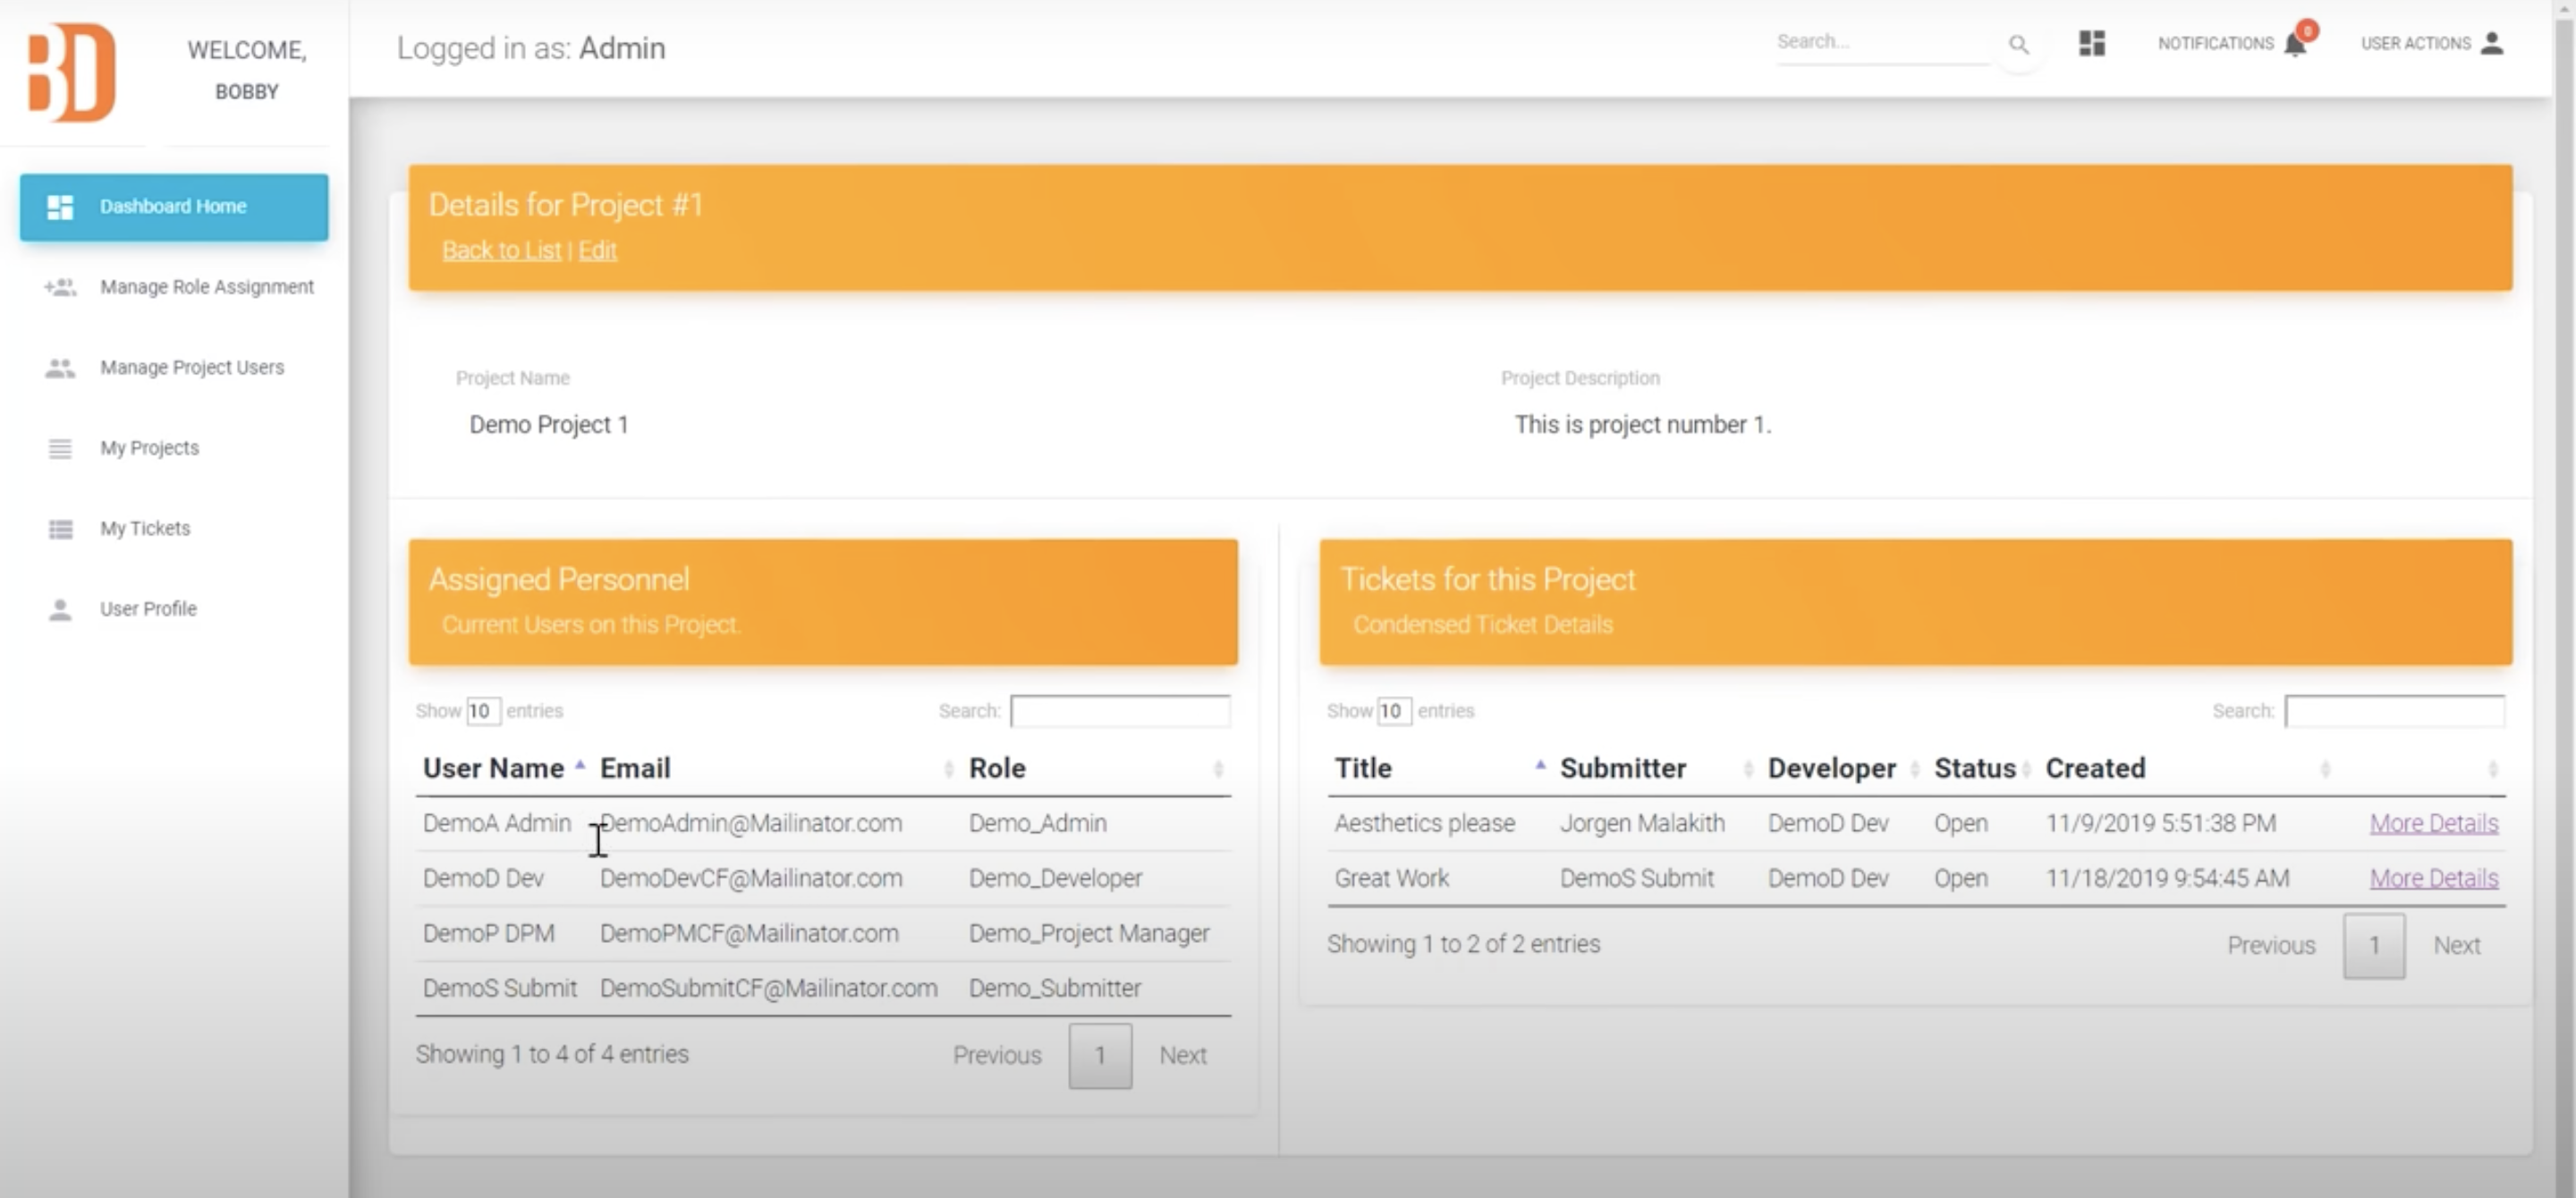 BD
WELCOME,
BOBBY
Logged in as: Admin
Search...
NOTIFICATIONS
0
USER ACTIONS
Dashboard Home
Manage Role Assignment
Manage Project Users
My Projects
My Tickets
User Profile
Details for Project #1
Back to List | Edit
Project Name
Project Description
Demo Project 1
This is project number 1.
Assigned Personnel
Current Users on this Project.
Show 10 entries
Search:
User Name Email Role
DemoA Admin DemoAdmin@Mailinator.com Demo_Admin
DemoD Dev DemoDevCF@Mailinator.com Demo_Developer
DemoP DPM DemoPMCF@Mailinator.com Demo_Project Manager
DemoS Submit DemoSubmitCF@Mailinator.com Demo_Submitter
Showing 1 to 4 of 4 entries
Previous 1 Next
Tickets for this Project
Condensed Ticket Details
Show 10 entries
Search:
Title Submitter Developer Status Created
Aesthetics please Jorgen Malakith DemoD Dev Open 11/9/2019 5:51:38 PM More Details
Great Work DemoS Submit DemoD Dev Open 11/18/2019 9:54:45 AM More Details
Showing 1 to 2 of 2 entries
Previous 1 Next